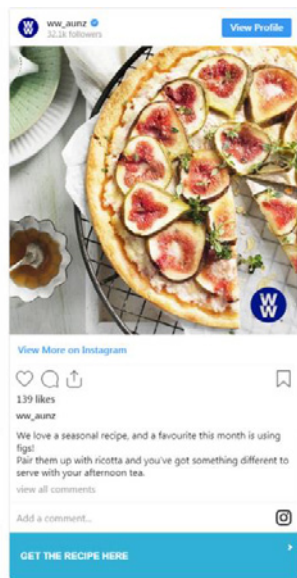 ww_aunz
View Profile
32.1k followers
W
W
W
W
View More on Instagram
139 likes
ww_aunz
We love a seasonal recipe, and a favourite this month is using
figs!
Pair them up with ricotta and you've got something different to
serve with your afternoon tea.
view all comments
Add a comment...
GET THE RECIPE HERE